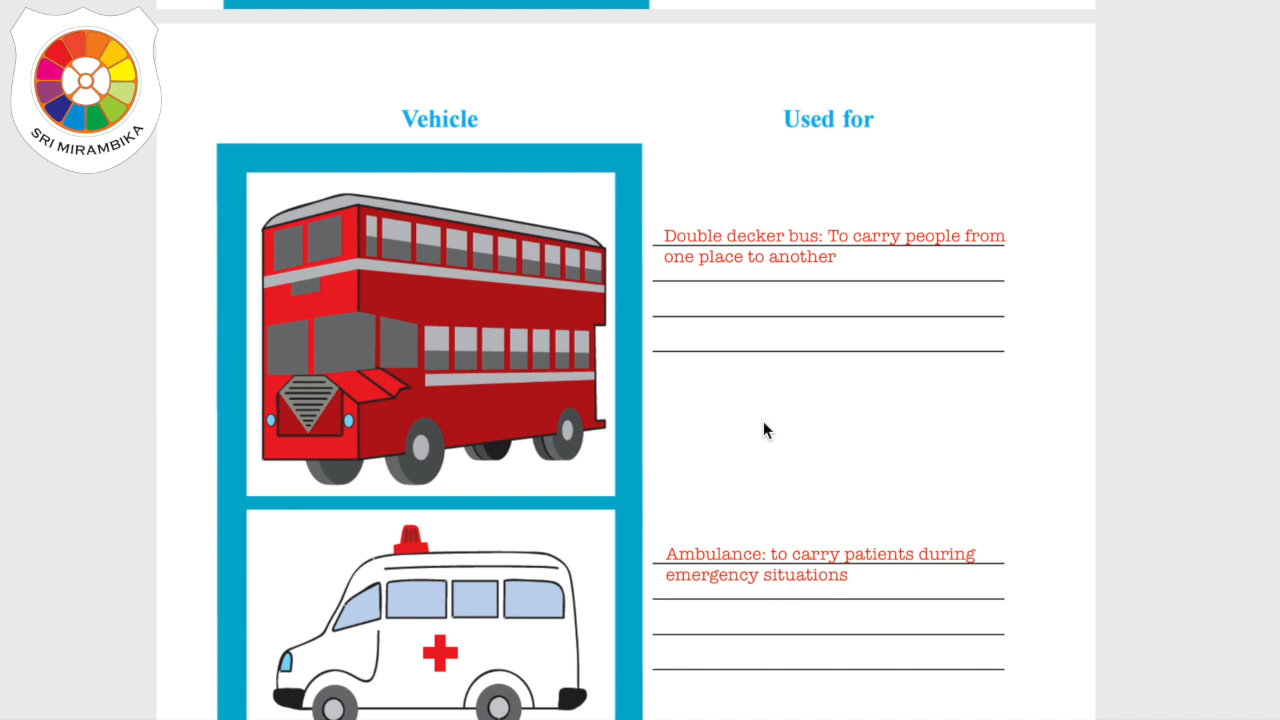 SRI MIRAMBIKA
Vehicle
Used for
Double decker bus: To carry people from
one place to another
Ambulance: to carry patients during
emergency situations